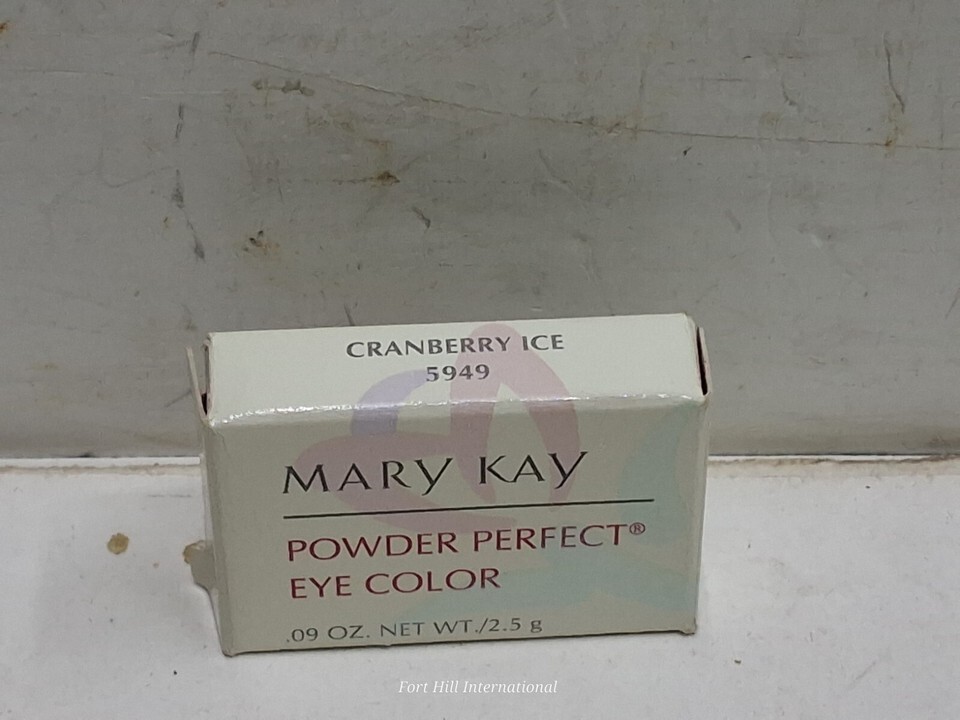 CRANBERRY ICE
5949
MARY KAY
POWDER PERFECT®
EYE COLOR
.09 OZ. NET WT./2.5 g
Fort Hill International